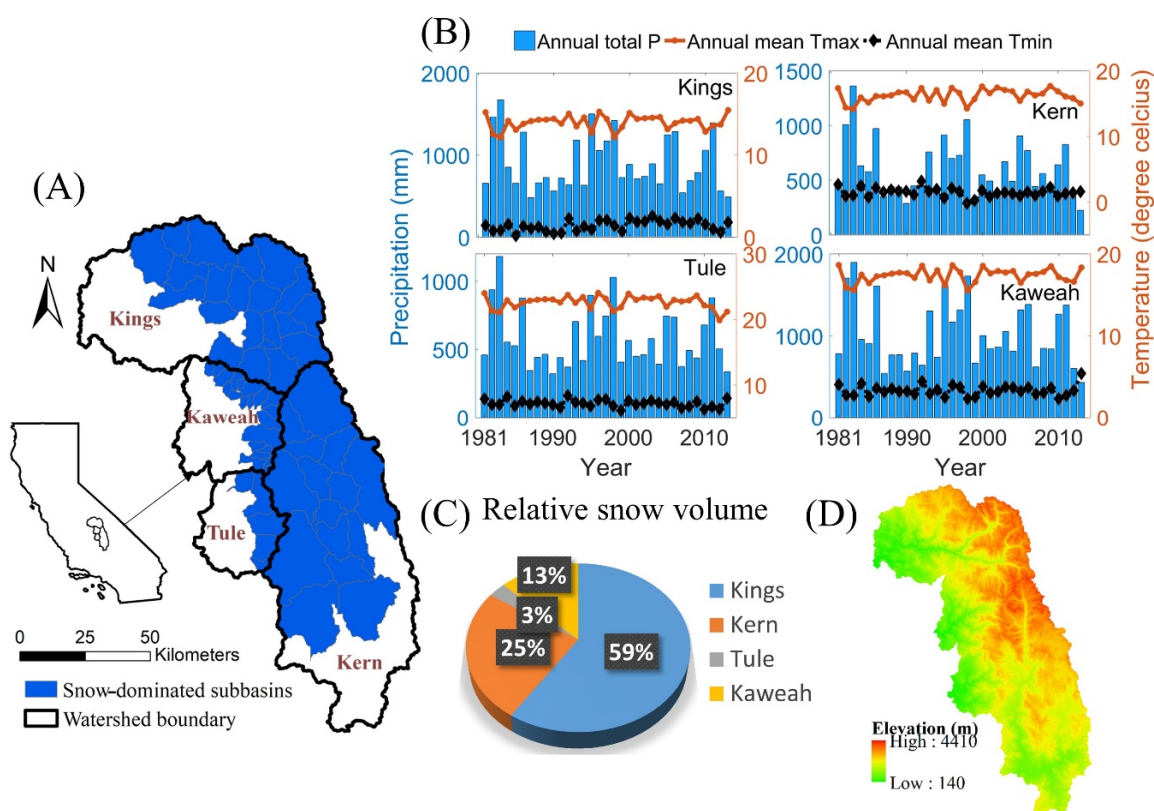 (A)
N
Kings
Kaweah
Tule
Kern
0 25 50
Kilometers
Snow-dominated subbasins
Watershed boundary
(B)
Annual total P Annual mean Tmax Annual mean Tmin
Precipitation (mm)
Temperature (degree celcius)
2000
1000
0
20
10
0
Kings
1500
1000
500
0
20
10
0
Kern
1000
500
0
30
20
10
Tule
1981 1990 2000 2010
Year
2000
1000
0
20
10
0
Kaweah
1981 1990 2000 2010
Year
(C) Relative snow volume
13%
3%
25%
59%
Kings
Kern
Tule
Kaweah
(D)
Elevation (m)
High : 4410
Low : 140